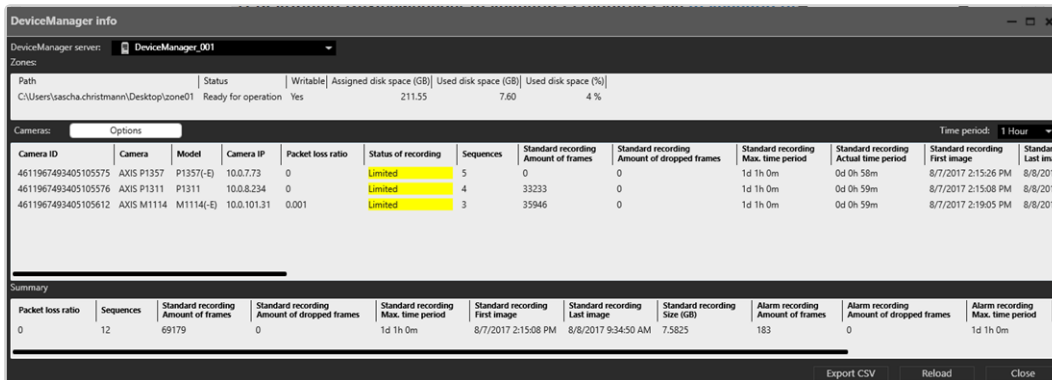 DeviceManager info
DeviceManager server: DeviceManager_001
Zones:
Path Status Writable Assigned disk space (GB) Used disk space (GB) Used disk space (%)
C:\Users\sascha.christmann\Desktop\zone01 Ready for operation Yes 211.55 7.60 4 %
Cameras: Options Time period: 1 Hour
Camera ID Camera Model Camera IP Packet loss ratio Status of recording Sequences Standard recording Amount of frames Standard recording Amount of dropped frames Standard recording Max. time period Standard recording Actual time period Standard recording First image Standar Last im
4611967493405105575 AXIS P1357 P1357(-E) 10.0.7.73 0 Limited 5 0 0 1d 1h 0m 0d 0h 58m 8/7/2017 2:15:26 PM 8/8/201
4611967493405105576 AXIS P1311 P1311 10.0.8.234 0 Limited 4 33233 0 1d 1h 0m 0d 0h 59m 8/7/2017 2:15:08 PM 8/8/201
4611967493405105612 AXIS M1114 M1114(-E) 10.0.101.31 0.001 Limited 3 35946 0 1d 1h 0m 0d 0h 59m 8/7/2017 2:19:05 PM 8/8/201
Summary
Packet loss ratio Sequences Standard recording Amount of frames Standard recording Amount of dropped frames Standard recording Max. time period Standard recording First image Standard recording Last image Standard recording Size (GB) Alarm recording Amount of frames Alarm recording Amount of dropped frames Alarm recording Max. time period
0 12 69179 0 1d 1h 0m 8/7/2017 2:15:08 PM 8/8/2017 9:34:50 AM 7.5825 183 0 1d 1h 0m
Export CSV Reload Close